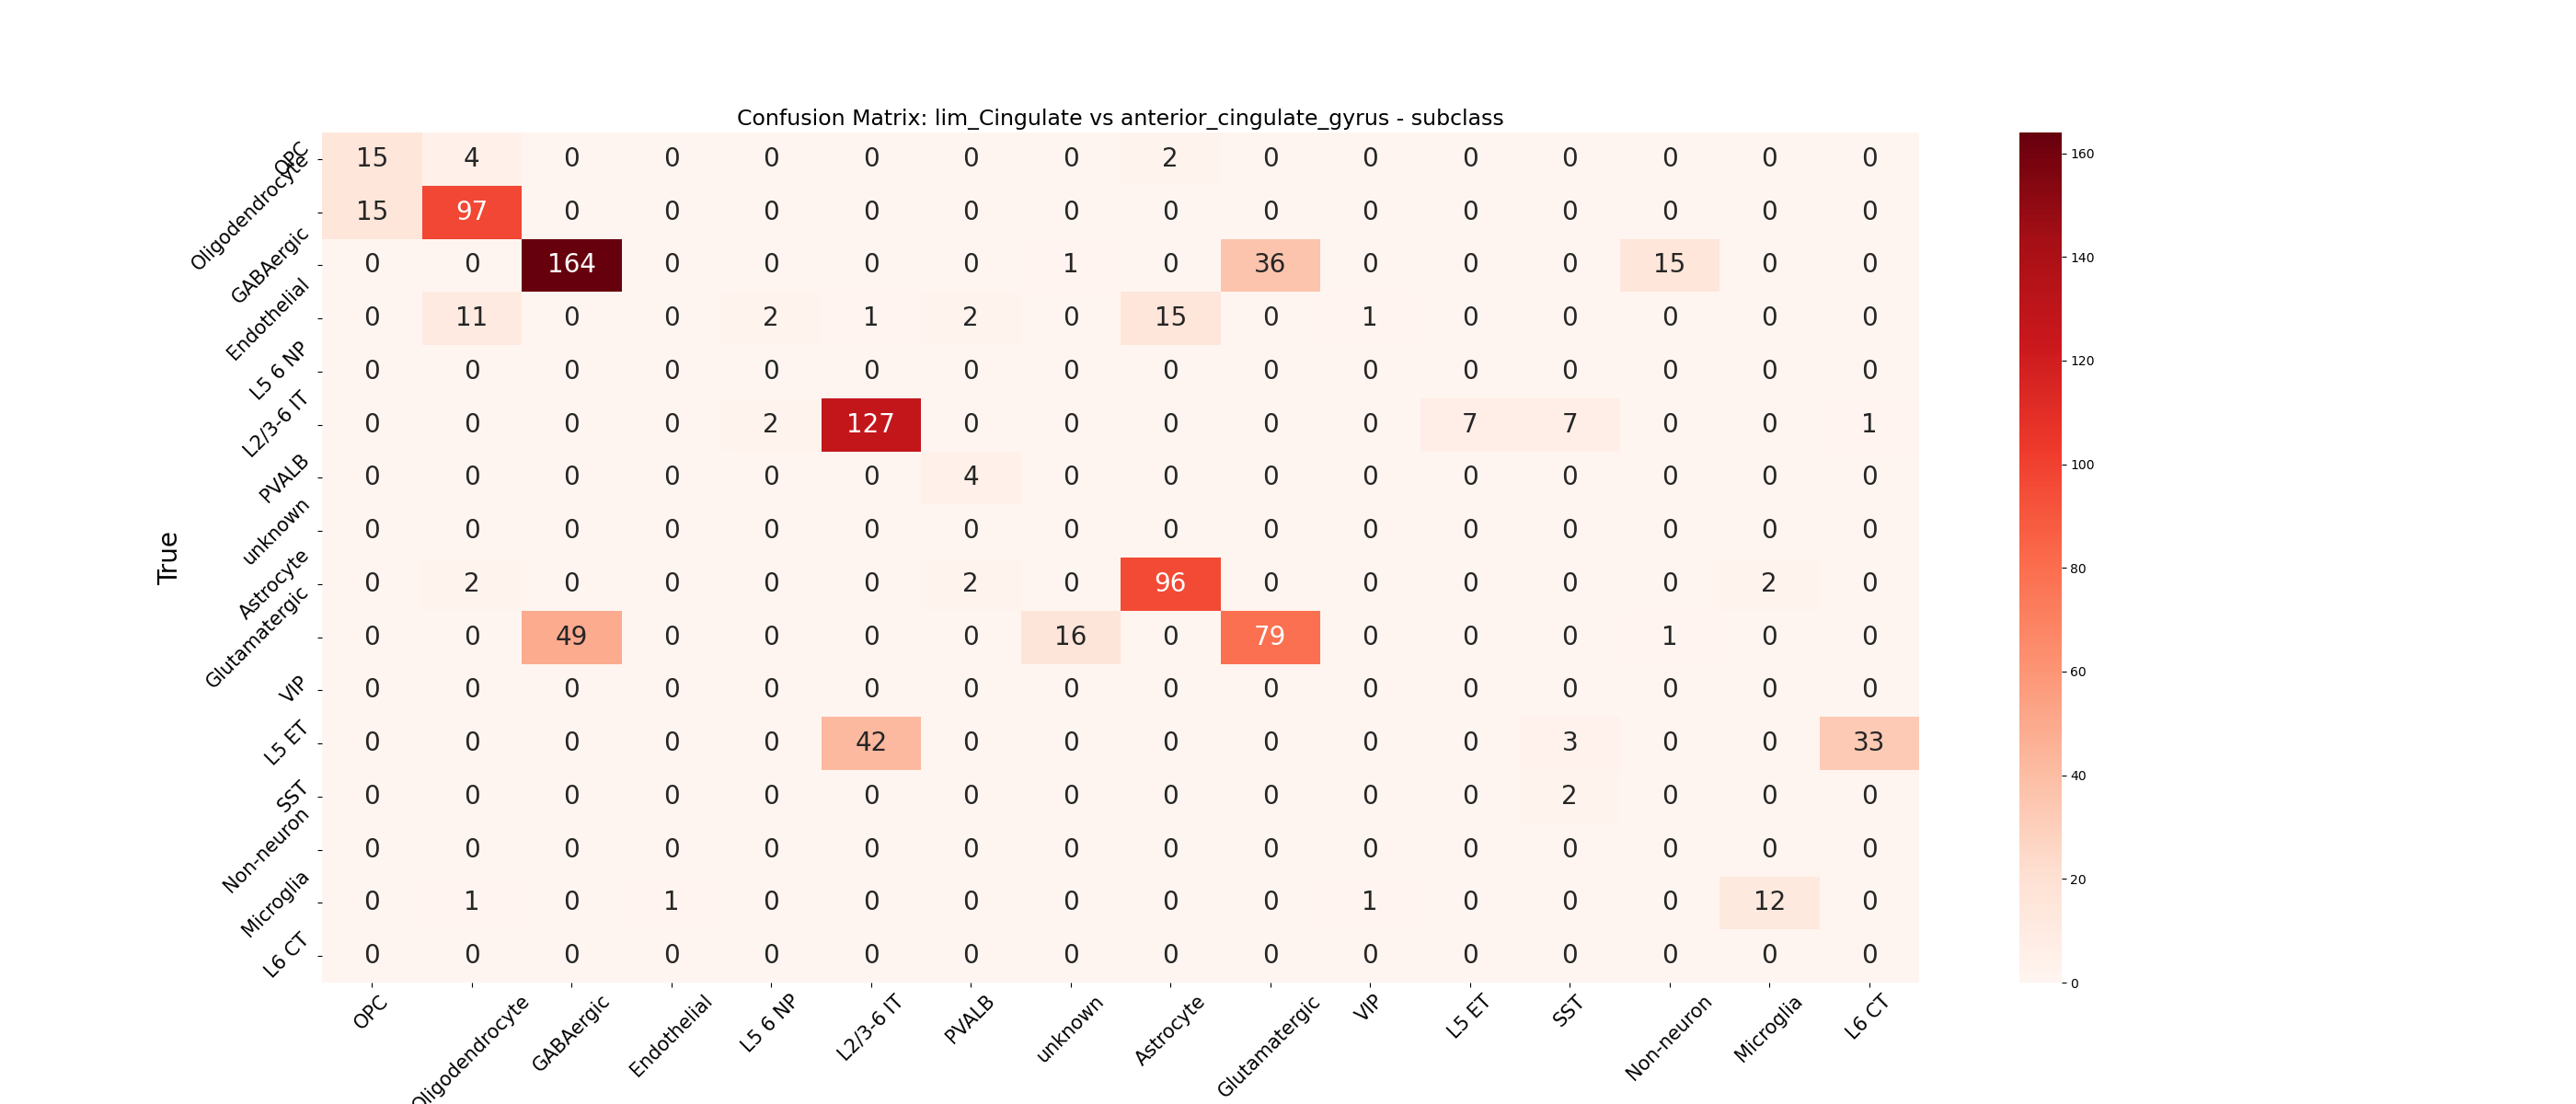 Confusion Matrix: lim_Cingulate vs anterior_cingulate_gyrus - subclass
OPC 15 4 0 0 0 0 0 0 2 0 0 0 0 0 0 0
Oligodendrocyte 15 97 0 0 0 0 0 0 0 0 0 0 0 0 0 0
GABAergic 0 0 164 0 0 0 0 1 0 36 0 0 0 15 0 0
Endothelial 0 11 0 0 2 1 2 0 15 0 1 0 0 0 0 0
L5 6 NP 0 0 0 0 0 0 0 0 0 0 0 0 0 0 0 0
L2/3-6 IT 0 0 0 0 2 127 0 0 0 0 0 7 7 0 0 1
PVALB 0 0 0 0 0 0 4 0 0 0 0 0 0 0 0 0
unknown 0 0 0 0 0 0 0 0 0 0 0 0 0 0 0 0
Astrocyte 0 2 0 0 0 0 2 0 96 0 0 0 0 0 2 0
Glutamatergic 0 0 49 0 0 0 0 16 0 79 0 0 0 1 0 0
VIP 0 0 0 0 0 0 0 0 0 0 0 0 0 0 0 0
L5 ET 0 0 0 0 0 42 0 0 0 0 0 0 3 0 0 33
SST 0 0 0 0 0 0 0 0 0 0 0 0 2 0 0 0
Non-neuron 0 0 0 0 0 0 0 0 0 0 0 0 0 0 0 0
Microglia 0 1 0 1 0 0 0 0 0 0 1 0 0 0 12 0
L6 CT 0 0 0 0 0 0 0 0 0 0 0 0 0 0 0 0
True
OPC Oligodendrocyte GABAergic Endothelial L5 6 NP L2/3-6 IT PVALB unknown Astrocyte Glutamatergic VIP L5 ET SST Non-neuron Microglia L6 CT
160
140
120
100
80
60
40
20
0